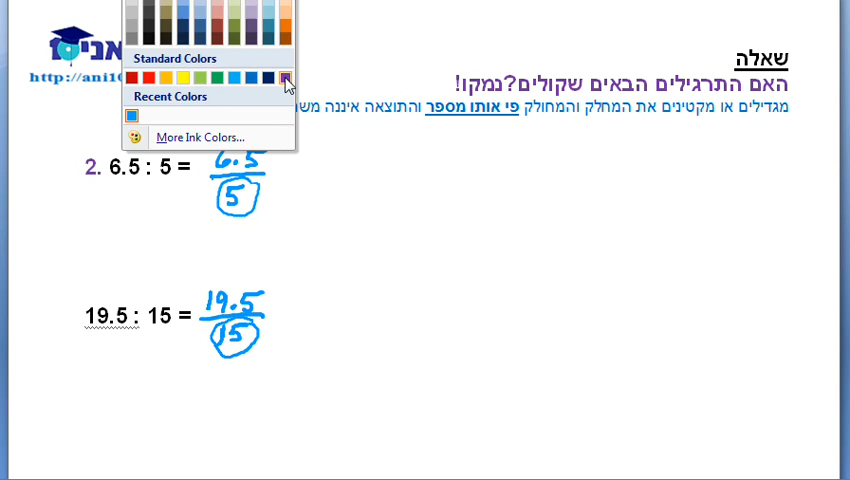 אני
http://ani10
Standard Colors
Recent Colors
More Ink Colors...
שאלה
האם התרגילים הבאים שקולים?נמקו!
מגדילים או מקטינים את המחלק והמחולק פי אותו מספר והתוצאה איננה
2. 6.5 : 5 = 6.5
5
19.5 : 15 = 19.5
15